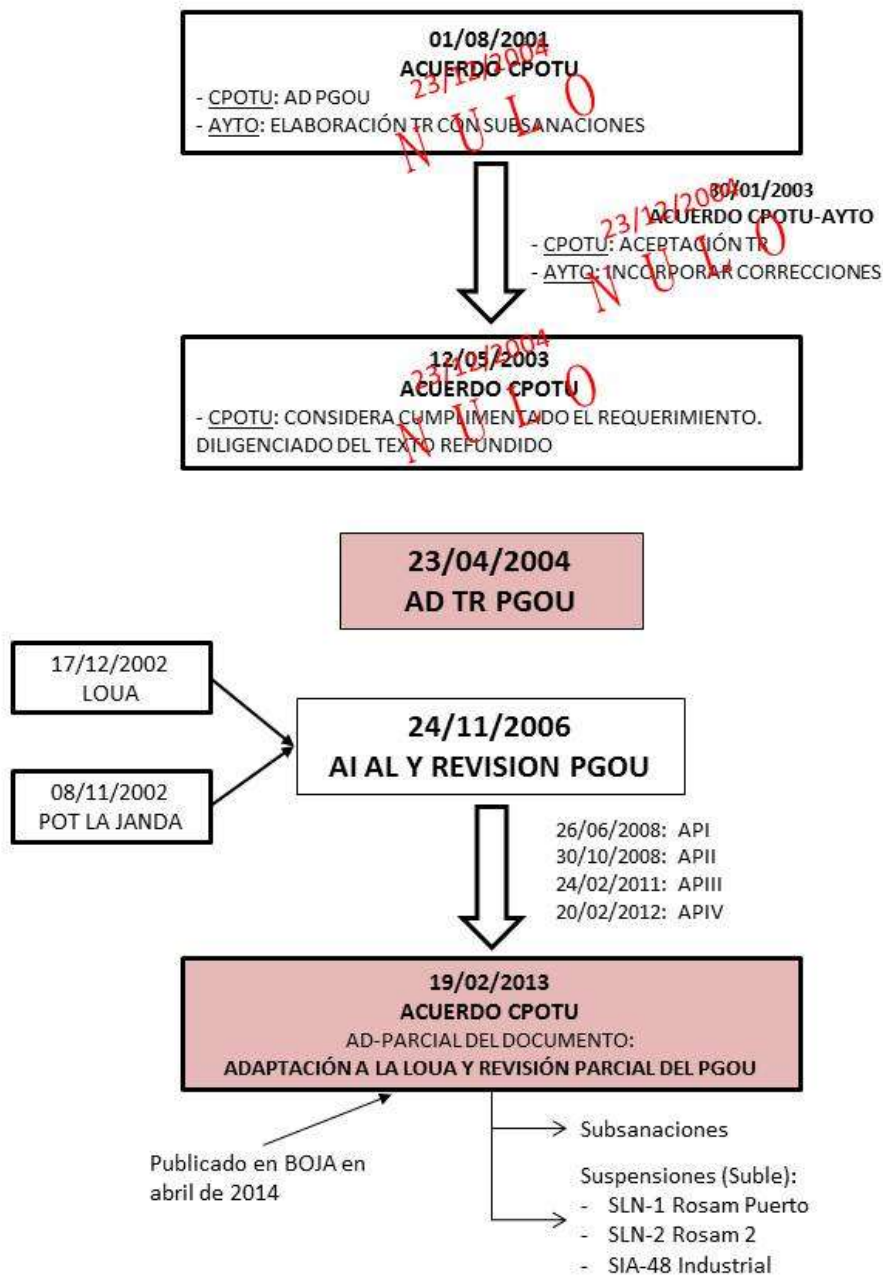 01/08/2001
ACUERDO CPOTU
- CPOTU: AD PGOU
- AYTO: ELABORACIÓN TR CON SUBSANACIONES
23/12/2004
N U L O
30/01/2003
ACUERDO CPOTU-AYTO
- CPOTU: ACEPTACIÓN TR
- AYTO: INCORPORAR CORRECCIONES
23/12/2004
N U L O
12/05/2003
ACUERDO CPOTU
- CPOTU: CONSIDERA CUMPLIMENTADO EL REQUERIMIENTO.
DILIGENCIADO DEL TEXTO REFUNDIDO
23/12/2004
N U L O
23/04/2004
AD TR PGOU
17/12/2002
LOUA
08/11/2002
POT LA JANDA
24/11/2006
AI AL Y REVISION PGOU
26/06/2008: API
30/10/2008: APII
24/02/2011: APIII
20/02/2012: APIV
19/02/2013
ACUERDO CPOTU
AD-PARCIAL DEL DOCUMENTO:
ADAPTACIÓN A LA LOUA Y REVISIÓN PARCIAL DEL PGOU
Publicado en BOJA en
abril de 2014
Subsanaciones
Suspensiones (Suble):
- SLN-1 Rosam Puerto
- SLN-2 Rosam 2
- SIA-48 Industrial